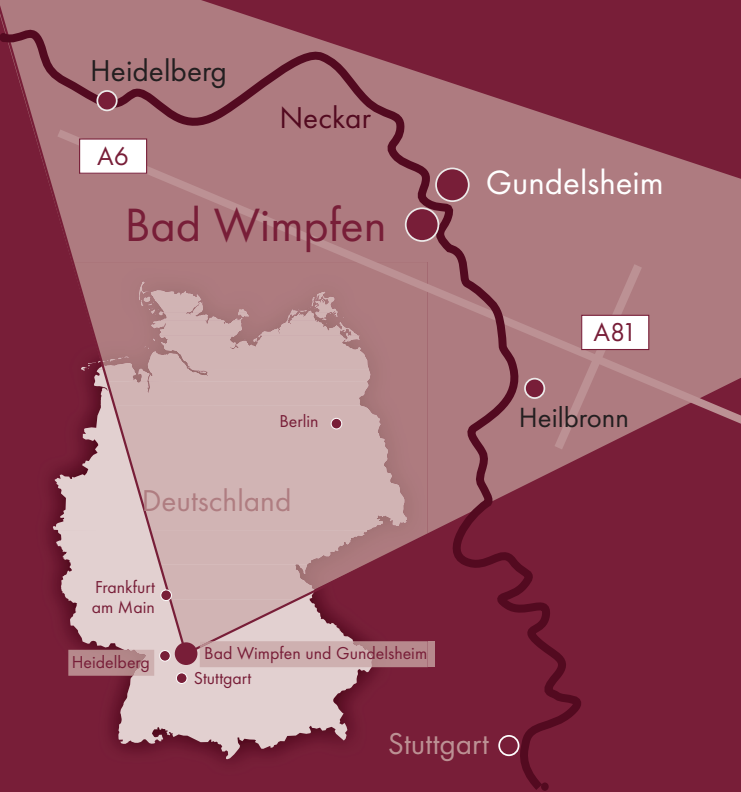 Heidelberg
Neckar
A6
Gundelsheim
Bad Wimpfen
A81
Heilbronn
Berlin
Deutschland
Frankfurt
am Main
Heidelberg
Bad Wimpfen und Gundelsheim
Stuttgart
Stuttgart